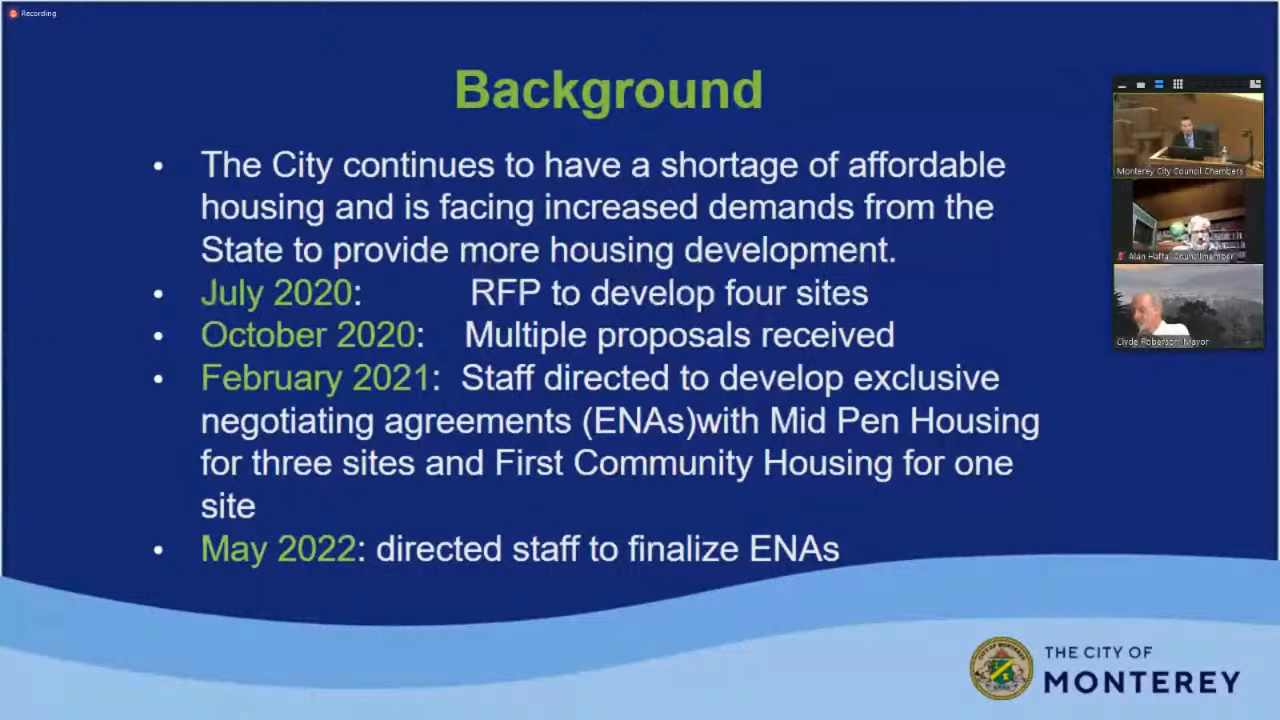 Recording
Background
• The City continues to have a shortage of affordable
housing and is facing increased demands from the
State to provide more housing development.
• July 2020: RFP to develop four sites
• October 2020: Multiple proposals received
• February 2021: Staff directed to develop exclusive
negotiating agreements (ENAs)with Mid Pen Housing
for three sites and First Community Housing for one
site
• May 2022: directed staff to finalize ENAs
Monterey City Council Chambers
Alan Haffa, Councilmember
Clyde Roberson, Mayor
THE CITY OF
MONTEREY